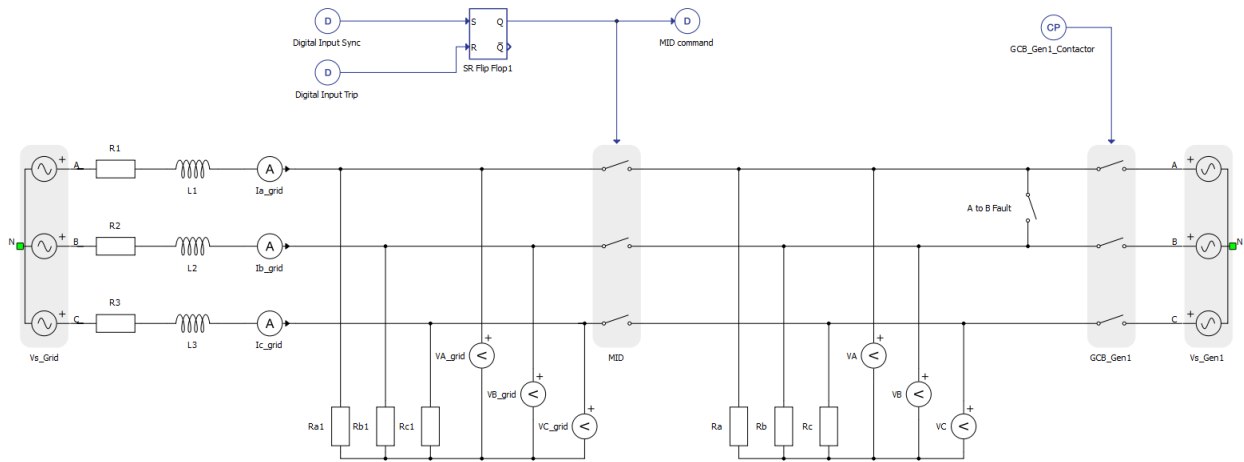 D
Digital Input Sync
D
Digital Input Trip
S Q
R Q
SR Flip Flop1
D
MID command
CP
GCB_Gen1_Contactor
N
A
B
C
+
+
+
Vs_Grid
R1
R2
R3
L1
L2
L3
A
Ia_grid
A
Ib_grid
A
Ic_grid
Ra1
Rb1
Rc1
VA_grid
+
V
VB_grid
+
V
VC_grid
+
V
MID
Ra
Rb
Rc
VA
+
V
VB
+
V
VC
+
V
A to B Fault
GCB_Gen1
A
B
C
+
+
+
N
Vs_Gen1